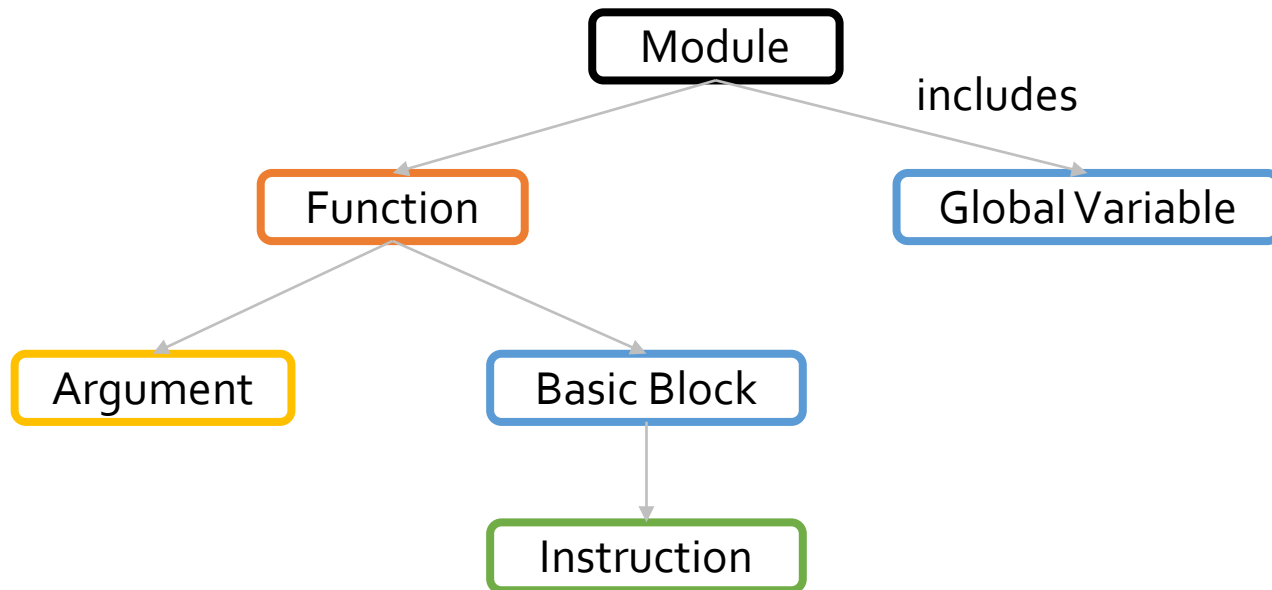 Module
includes
Function
Global Variable
Argument
Basic Block
Instruction